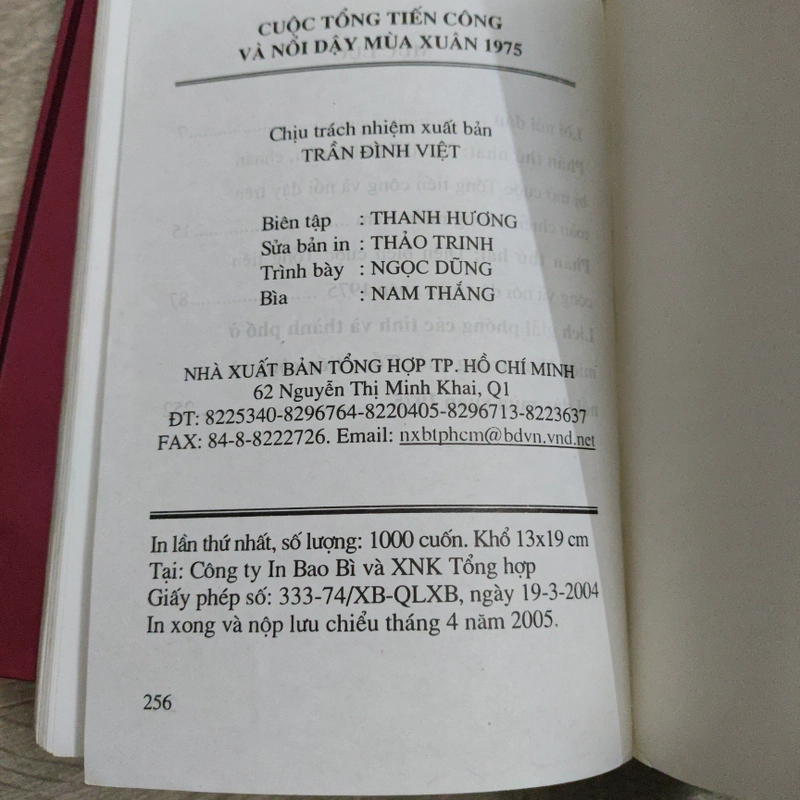 CUỘC TỔNG TIẾN CÔNG
VÀ NỔI DẬY MÙA XUÂN 1975
Chịu trách nhiệm xuất bản
TRẦN ĐÌNH VIỆT
Biên tập : THANH HƯƠNG
Sửa bản in : THẢO TRINH
Trình bày : NGỌC DŨNG
Bìa : NAM THẮNG
NHÀ XUẤT BẢN TỔNG HỢP TP. HỒ CHÍ MINH
62 Nguyễn Thị Minh Khai, Q1
ĐT: 8225340-8296764-8220405-8296713-8223637
FAX: 84-8-8222726. Email: nxbtphcm@bdvn.vnd.net
In lần thứ nhất, số lượng: 1000 cuốn. Khổ 13x19 cm
Tại: Công ty In Bao Bì và XNK Tổng hợp
Giấy phép số: 333-74/XB-QLXB, ngày 19-3-2004
In xong và nộp lưu chiểu tháng 4 năm 2005.
256